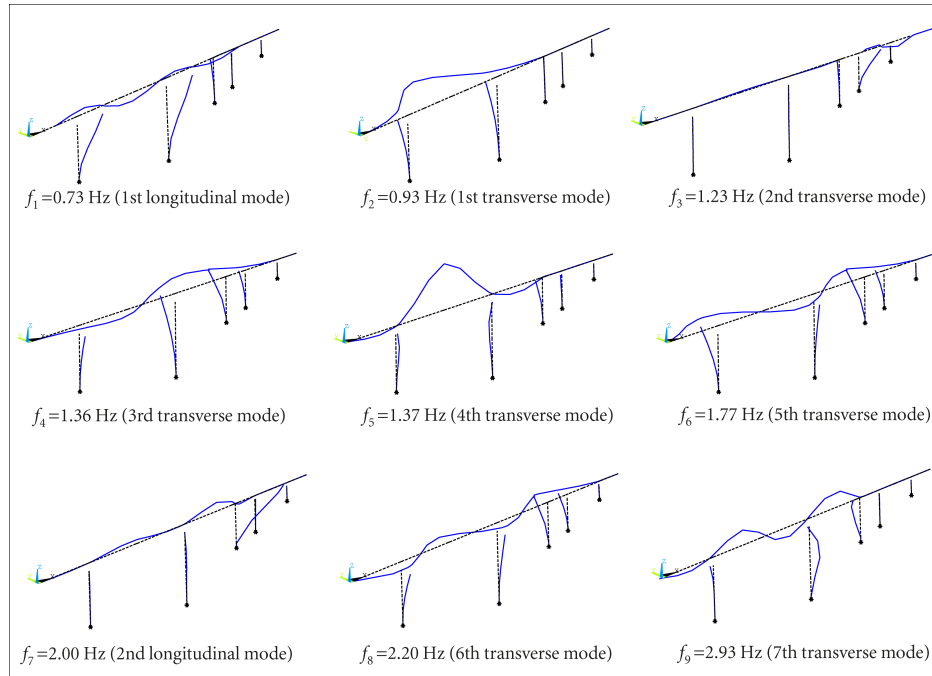 f1=0.73 Hz (1st longitudinal mode)
f2=0.93 Hz (1st transverse mode)
f3=1.23 Hz (2nd transverse mode)
f4=1.36 Hz (3rd transverse mode)
f5=1.37 Hz (4th transverse mode)
f6=1.77 Hz (5th transverse mode)
f7=2.00 Hz (2nd longitudinal mode)
f8=2.20 Hz (6th transverse mode)
f9=2.93 Hz (7th transverse mode)